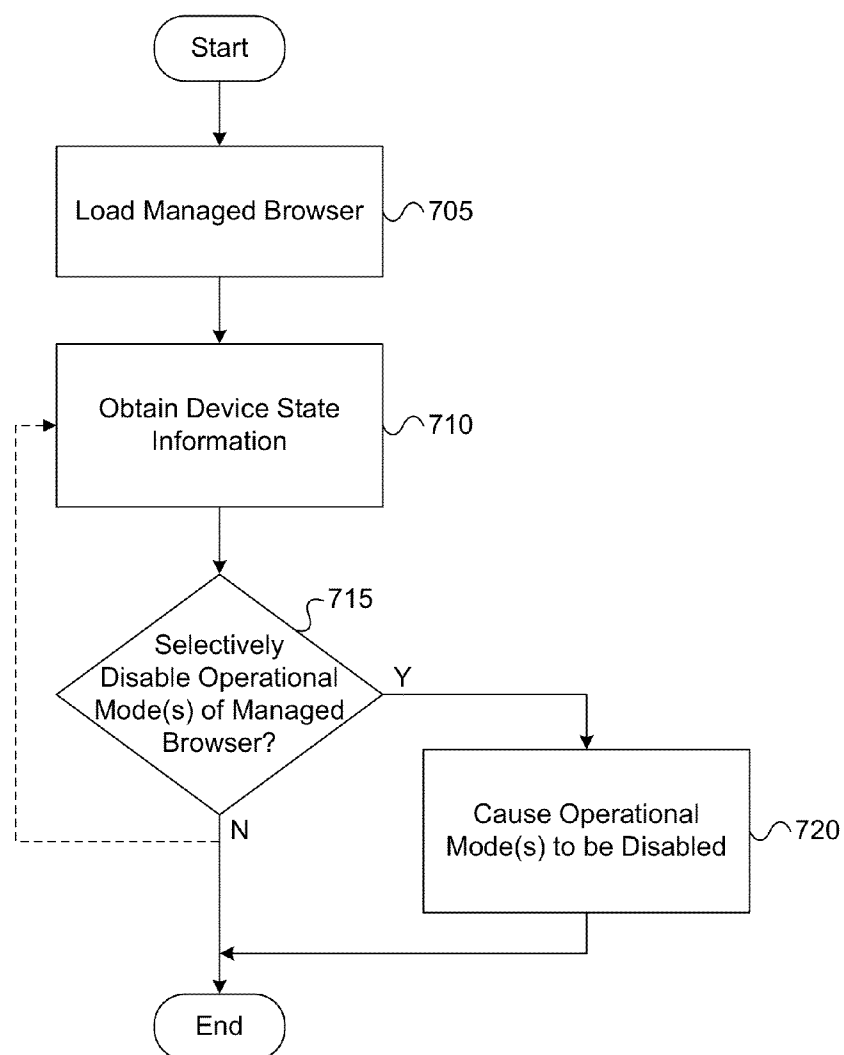 Start
Load Managed Browser
705
Obtain Device State
Information
710
715
Selectively
Disable Operational
Mode(s) of Managed
Browser?
Y
N
Cause Operational
Mode(s) to be Disabled
720
End